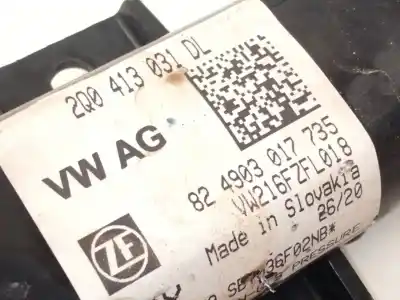 2Q0 413 031 DL
VW AG
82 4903 017 735
VW216FZFL018
Made in Slovakia
26/20
ZF
PRESSURE